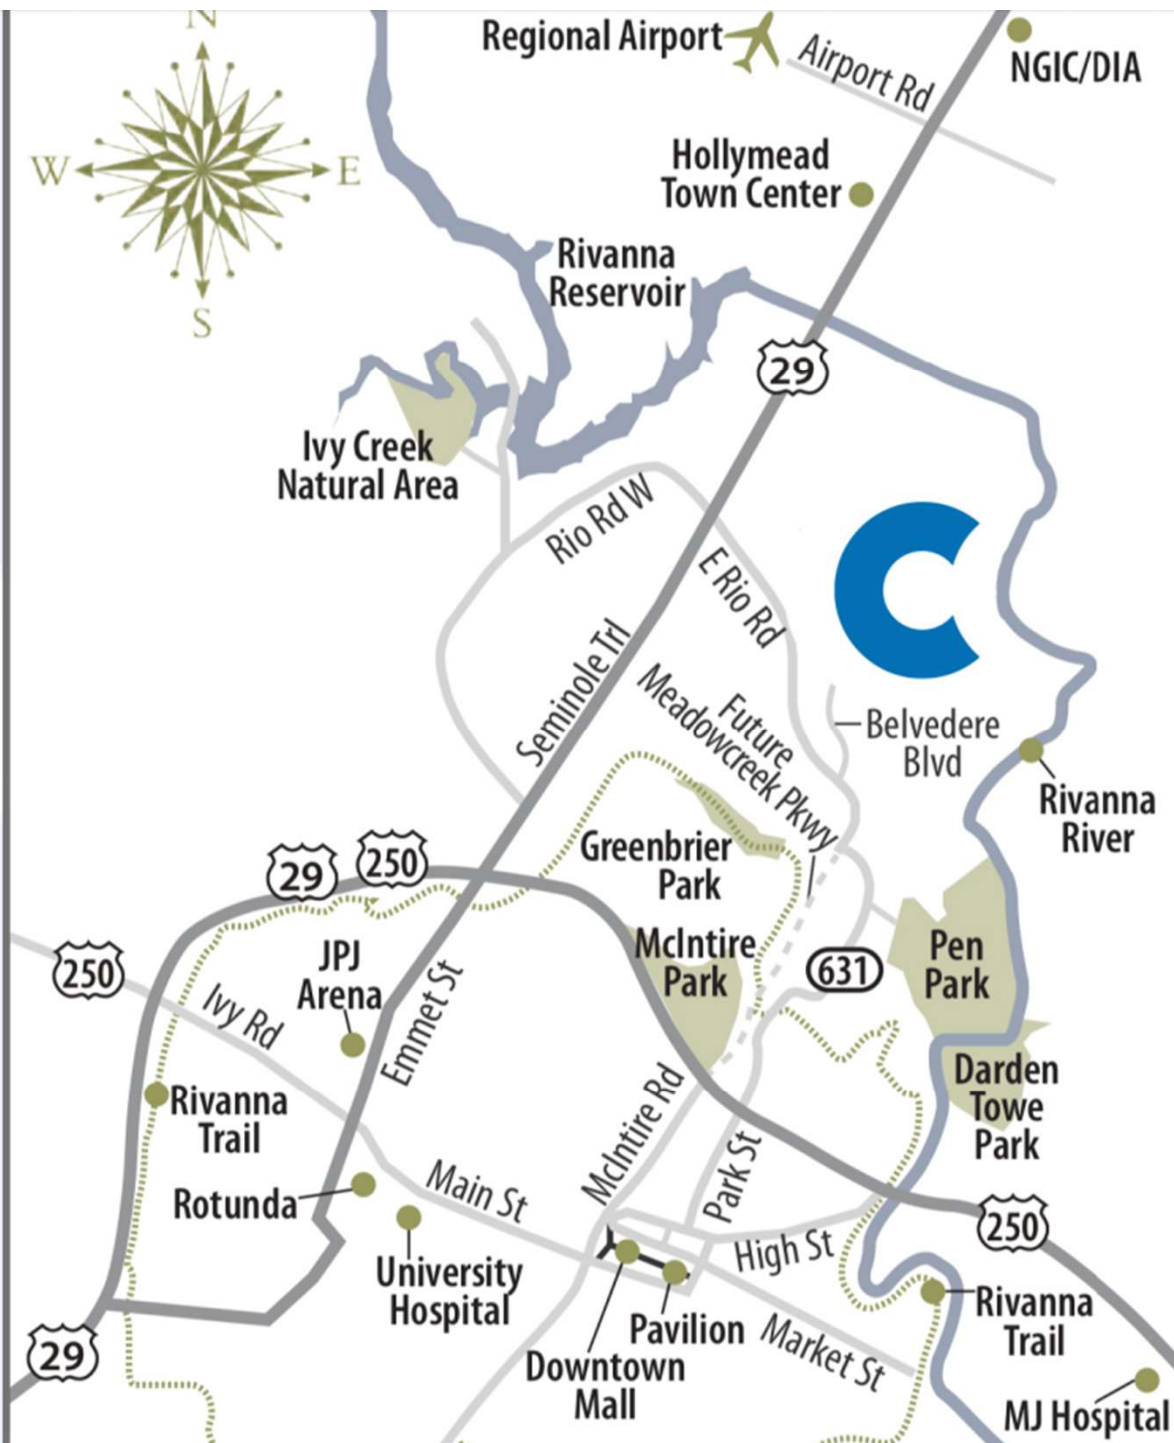 N
W
E
S
Regional Airport
Airport Rd
NGIC/DIA
Hollymead
Town Center
Rivanna
Reservoir
29
Ivy Creek
Natural Area
Rio Rd W
E Rio Rd
C
Seminole Trl
Future
Meadowcreek Pkwy
Belvedere
Blvd
Rivanna
River
Greenbrier
Park
29
250
250
McIntire
Park
631
Pen
Park
JPJ
Arena
Ivy Rd
Emmet St
Darden
Towe
Park
Rivanna
Trail
McIntire Rd
Park St
Rotunda
Main St
250
High St
University
Hospital
Rivanna
Trail
Pavilion
Market St
Downtown
Mall
29
MJ Hospital